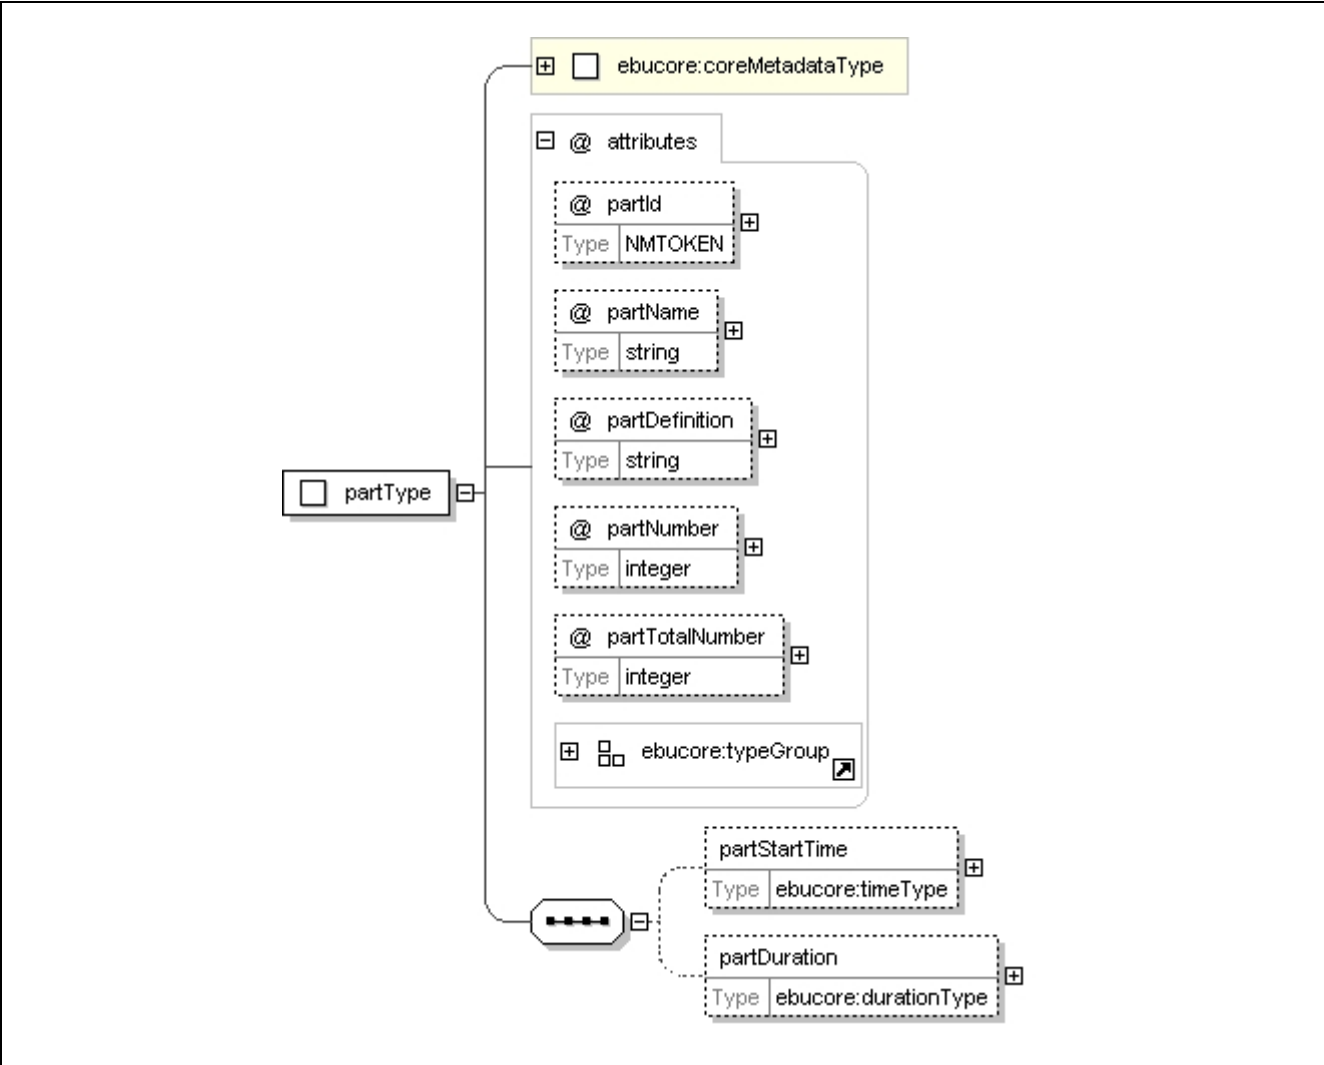 ebucore:coreMetadataType
@ attributes
@ partId
Type NMTOKEN
@ partName
Type string
@ partDefinition
Type string
partType
@ partNumber
Type integer
@ partTotalNumber
Type integer
ebucore:typeGroup
partStartTime
Type ebucore:timeType
partDuration
Type ebucore:durationType